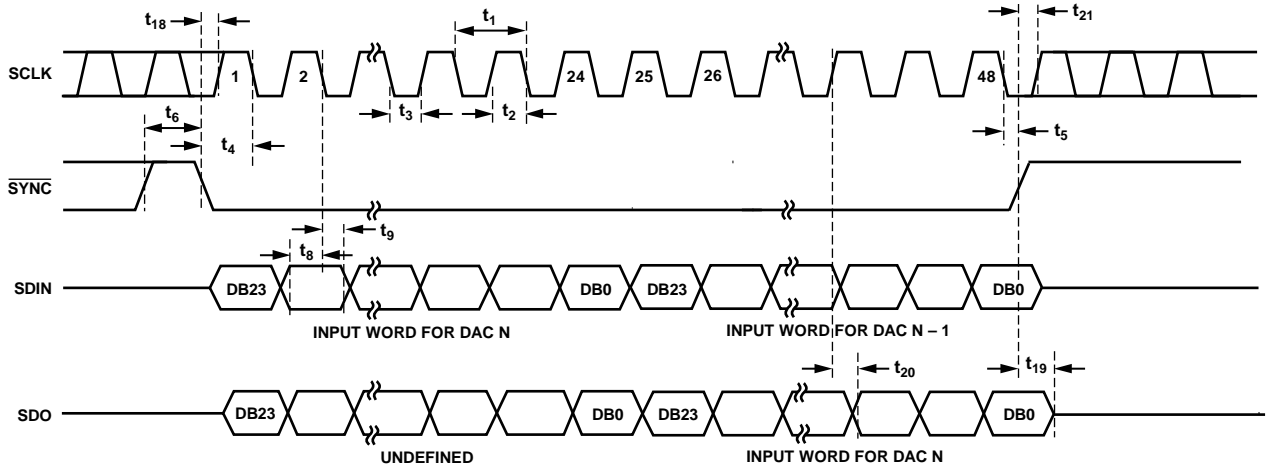 t18
t1
t21
SCLK
1
2
24
25
26
48
t3
t2
t6
t4
t5
SYNC
t9
t8
SDIN
DB23
DB0
DB23
DB0
INPUT WORD FOR DAC N
INPUT WORD FOR DAC N – 1
t20
t19
SDO
DB23
DB0
DB23
DB0
UNDEFINED
INPUT WORD FOR DAC N